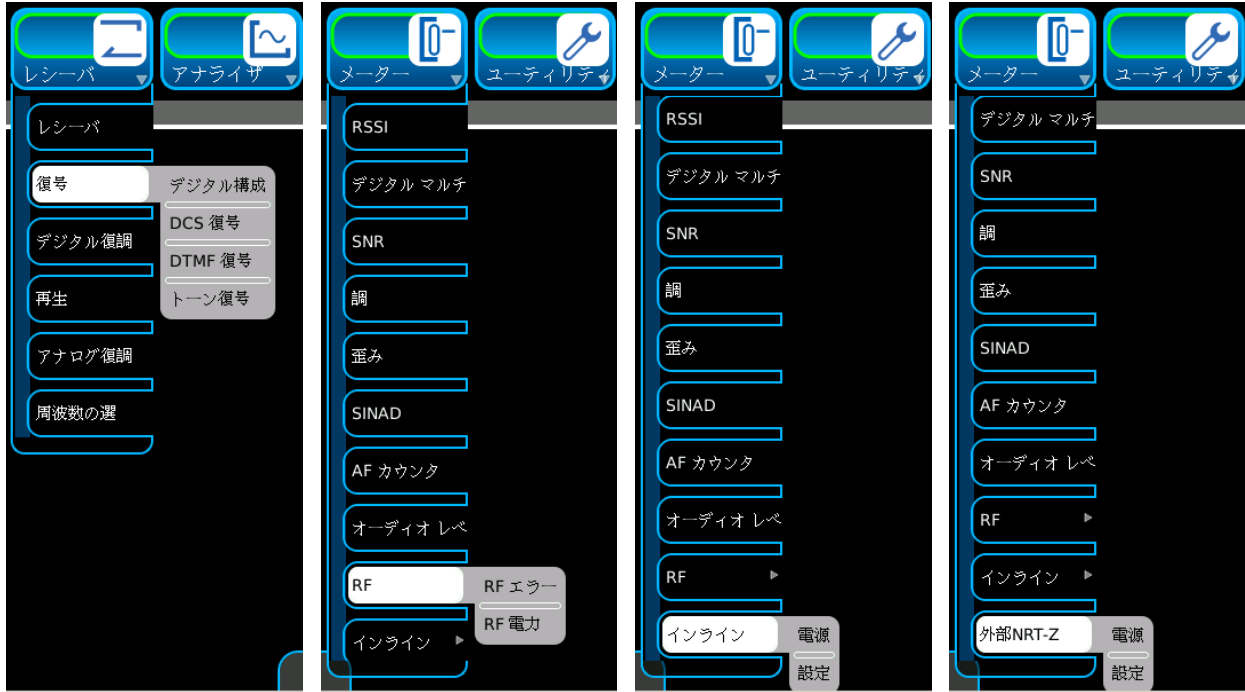 レシーバ
アナライザ
レシーバ
復号
デジタル構成
DCS 復号
デジタル復調
DTMF 復号
再生
トーン復号
アナログ復調
周波数の選
メーター
ユーティリティ
RSSI
デジタル マルチ
SNR
調
歪み
SINAD
AF カウンタ
オーディオ レベ
RF
RF エラー
RF 電力
インライン
メーター
ユーティリティ
RSSI
デジタル マルチ
SNR
調
歪み
SINAD
AF カウンタ
オーディオ レベ
RF
インライン
電源
設定
メーター
ユーティリティ
デジタル マルチ
SNR
調
歪み
SINAD
AF カウンタ
オーディオ レベ
RF
インライン
外部NRT-Z
電源
設定